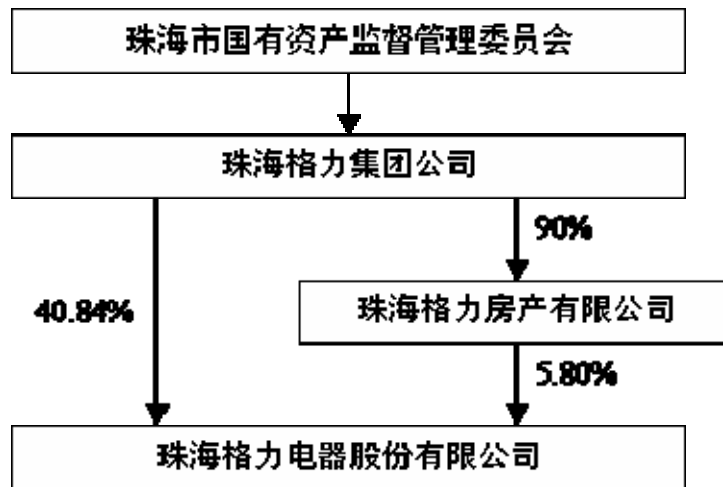 珠海市国有资产监督管理委员会
珠海格力集团公司
90%
珠海格力房产有限公司
40.84%
5.80%
珠海格力电器股份有限公司